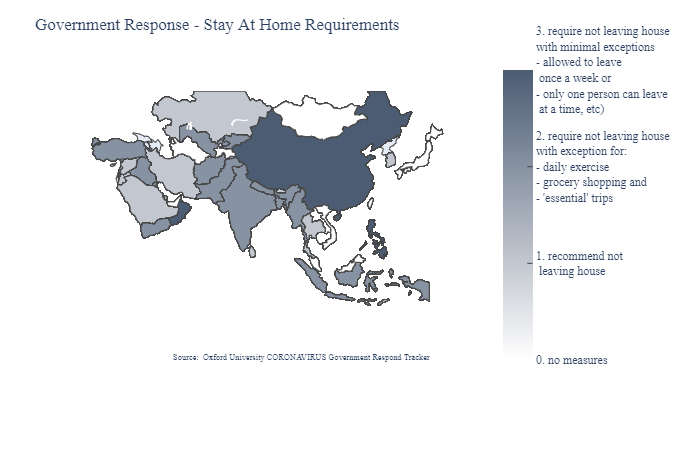 Government Response - Stay At Home Requirements
3. require not leaving house
with minimal exceptions
- allowed to leave
once a week or
- only one person can leave
at a time, etc)
2. require not leaving house
with exception for:
- daily exercise
- grocery shopping and
- 'essential' trips
1. recommend not
leaving house
0. no measures
Source: Oxford University CORONAVIRUS Government Respond Tracker